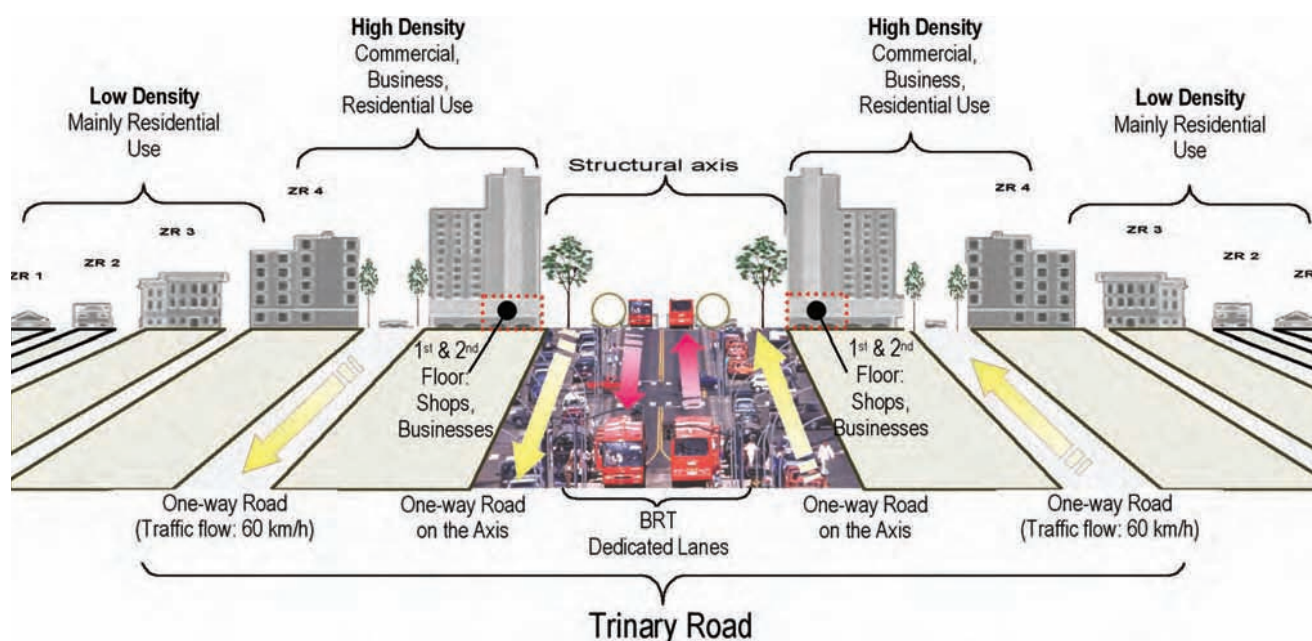 High Density
Commercial,
Business,
Residential Use
High Density
Commercial,
Business,
Residential Use
Low Density
Mainly Residential
Use
Low Density
Mainly Residential
Use
Structural axis
ZR 4
ZR 4
ZR 3
ZR 3
ZR 2
ZR 2
ZR 1
ZR
1st & 2nd
Floor:
Shops,
Businesses
1st & 2nd
Floor:
Shops,
Businesses
One-way Road
(Traffic flow: 60 km/h)
One-way Road
on the Axis
BRT
Dedicated Lanes
One-way Road
on the Axis
One-way Road
(Traffic flow: 60 km/h)
Trinary Road